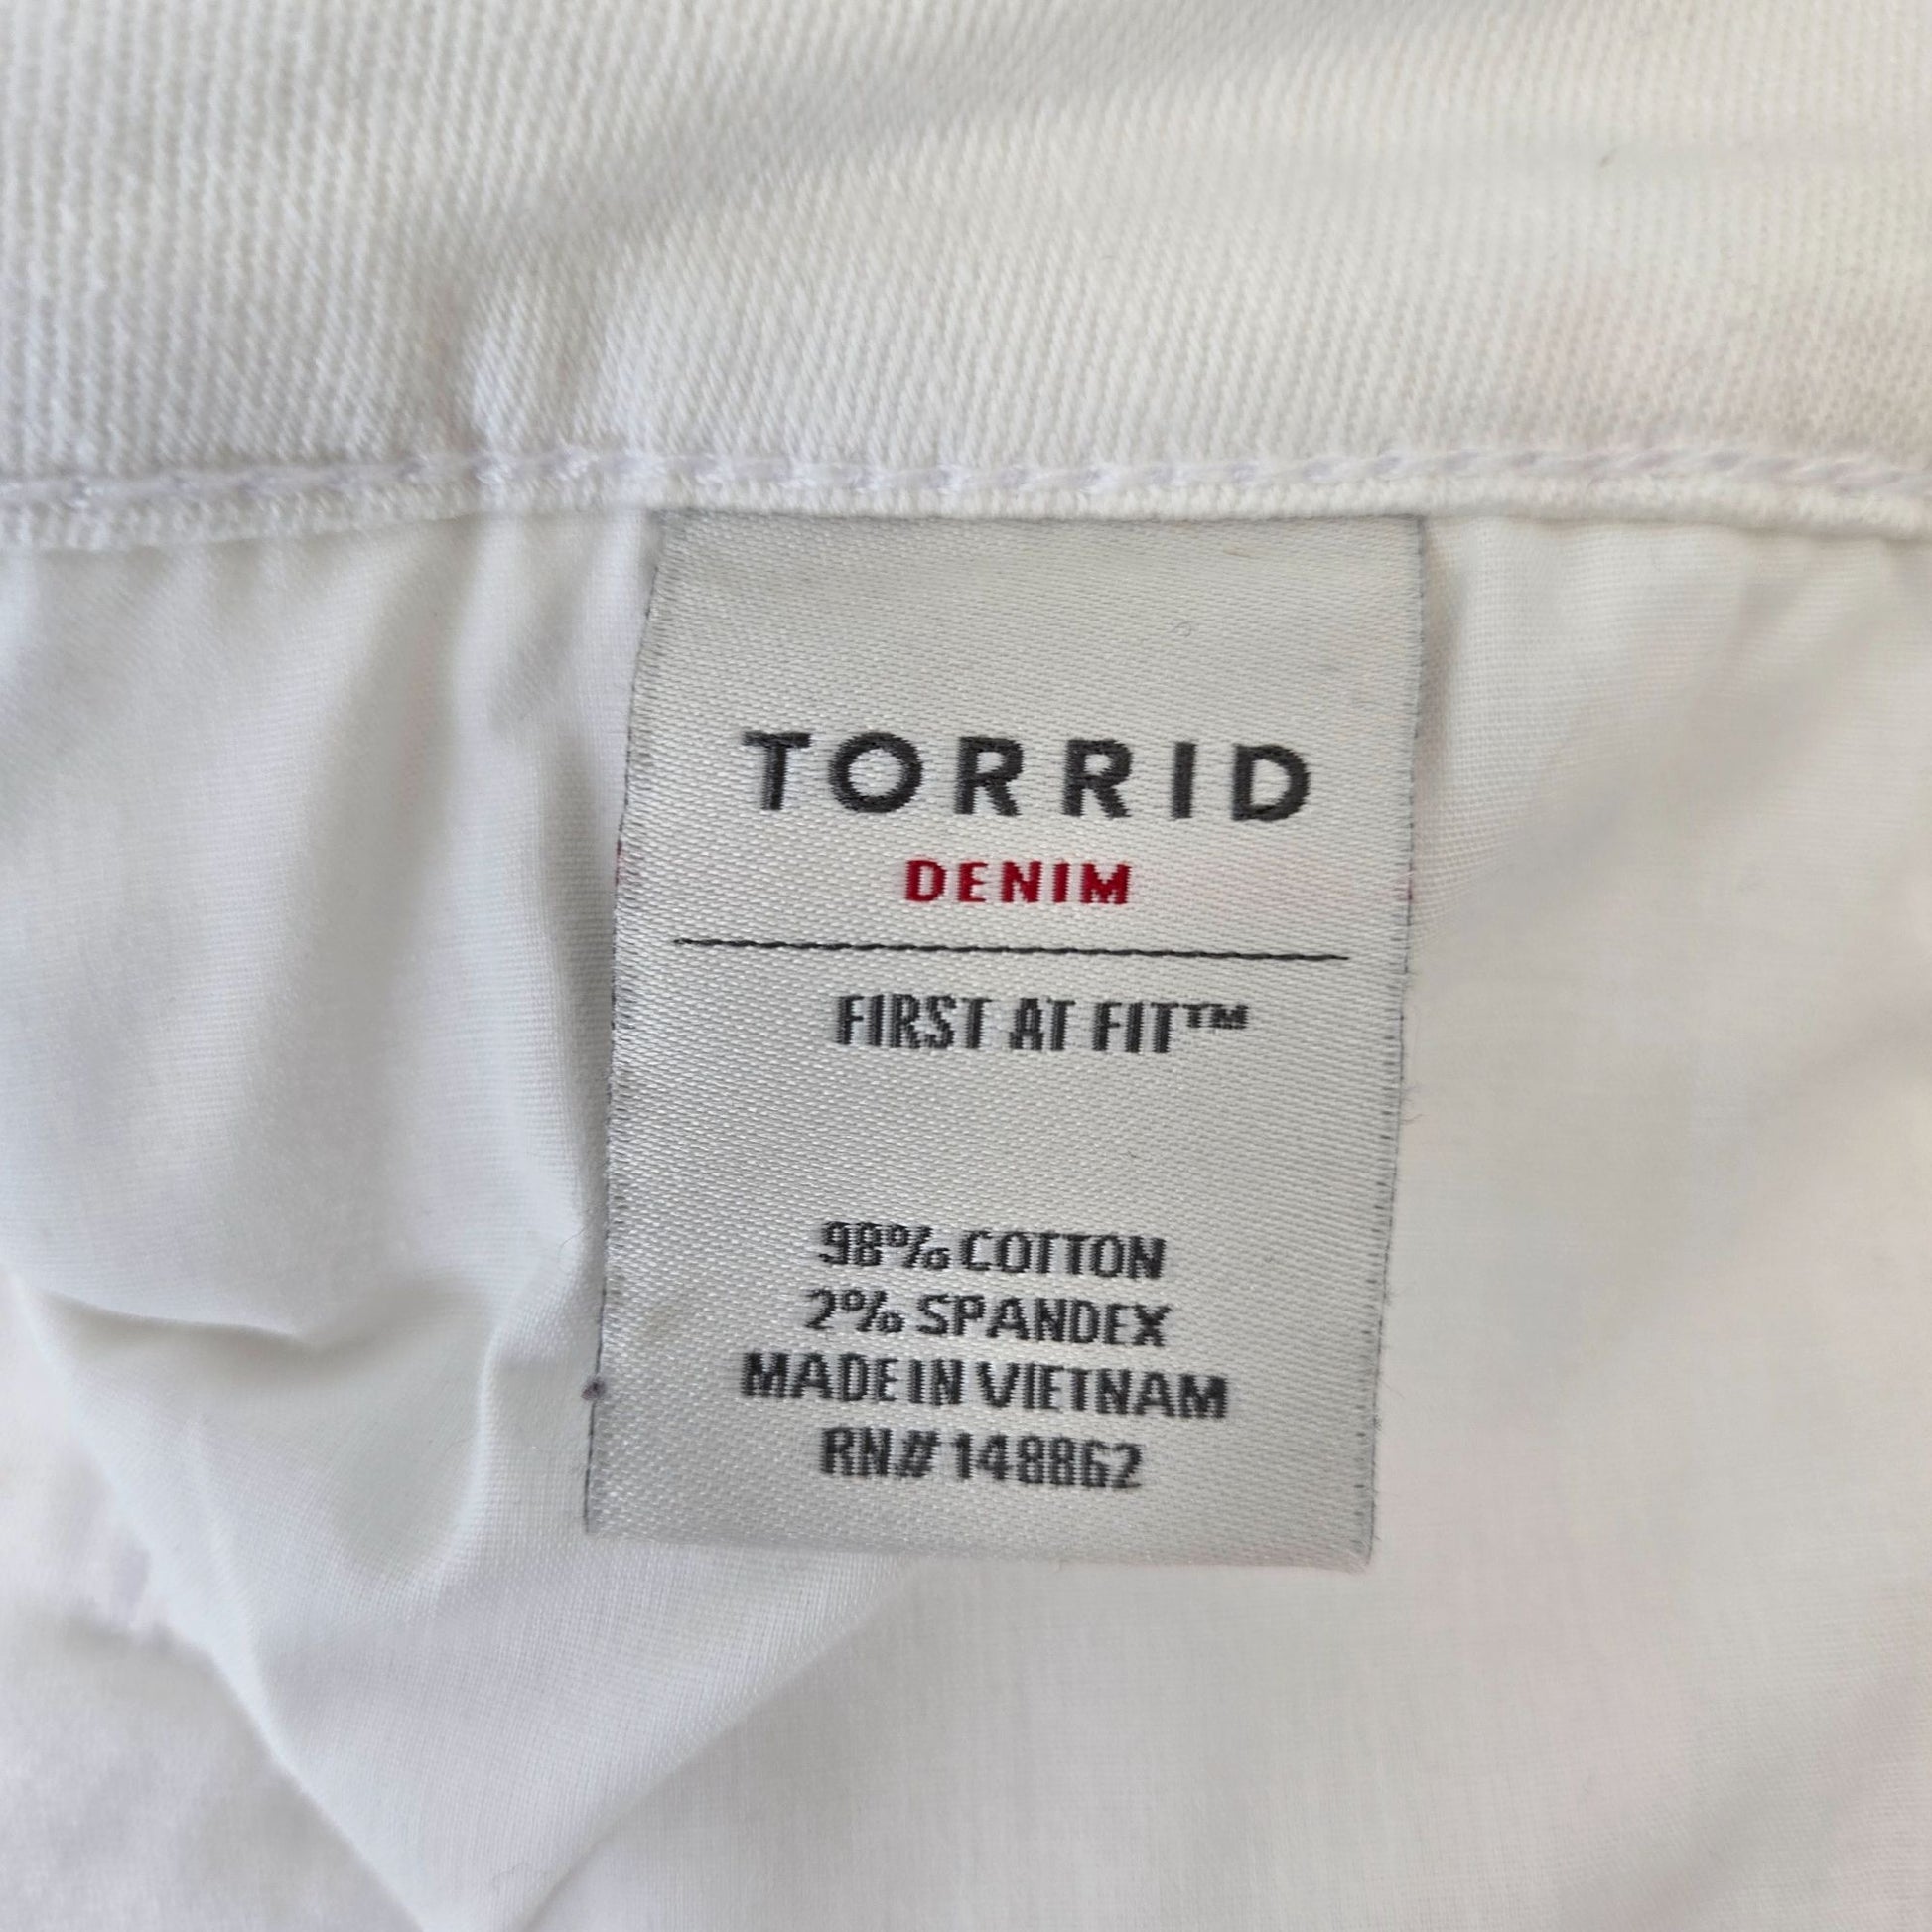 TORRID
DENIM
FIRST AT FIT™
98% COTTON
2% SPANDEX
MADE IN VIETNAM
RN# 148862